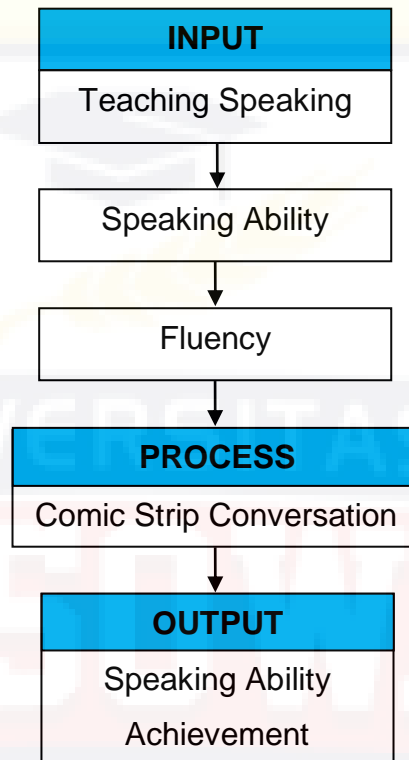 INPUT
Teaching Speaking
Speaking Ability
Fluency
PROCESS
Comic Strip Conversation
OUTPUT
Speaking Ability
Achievement